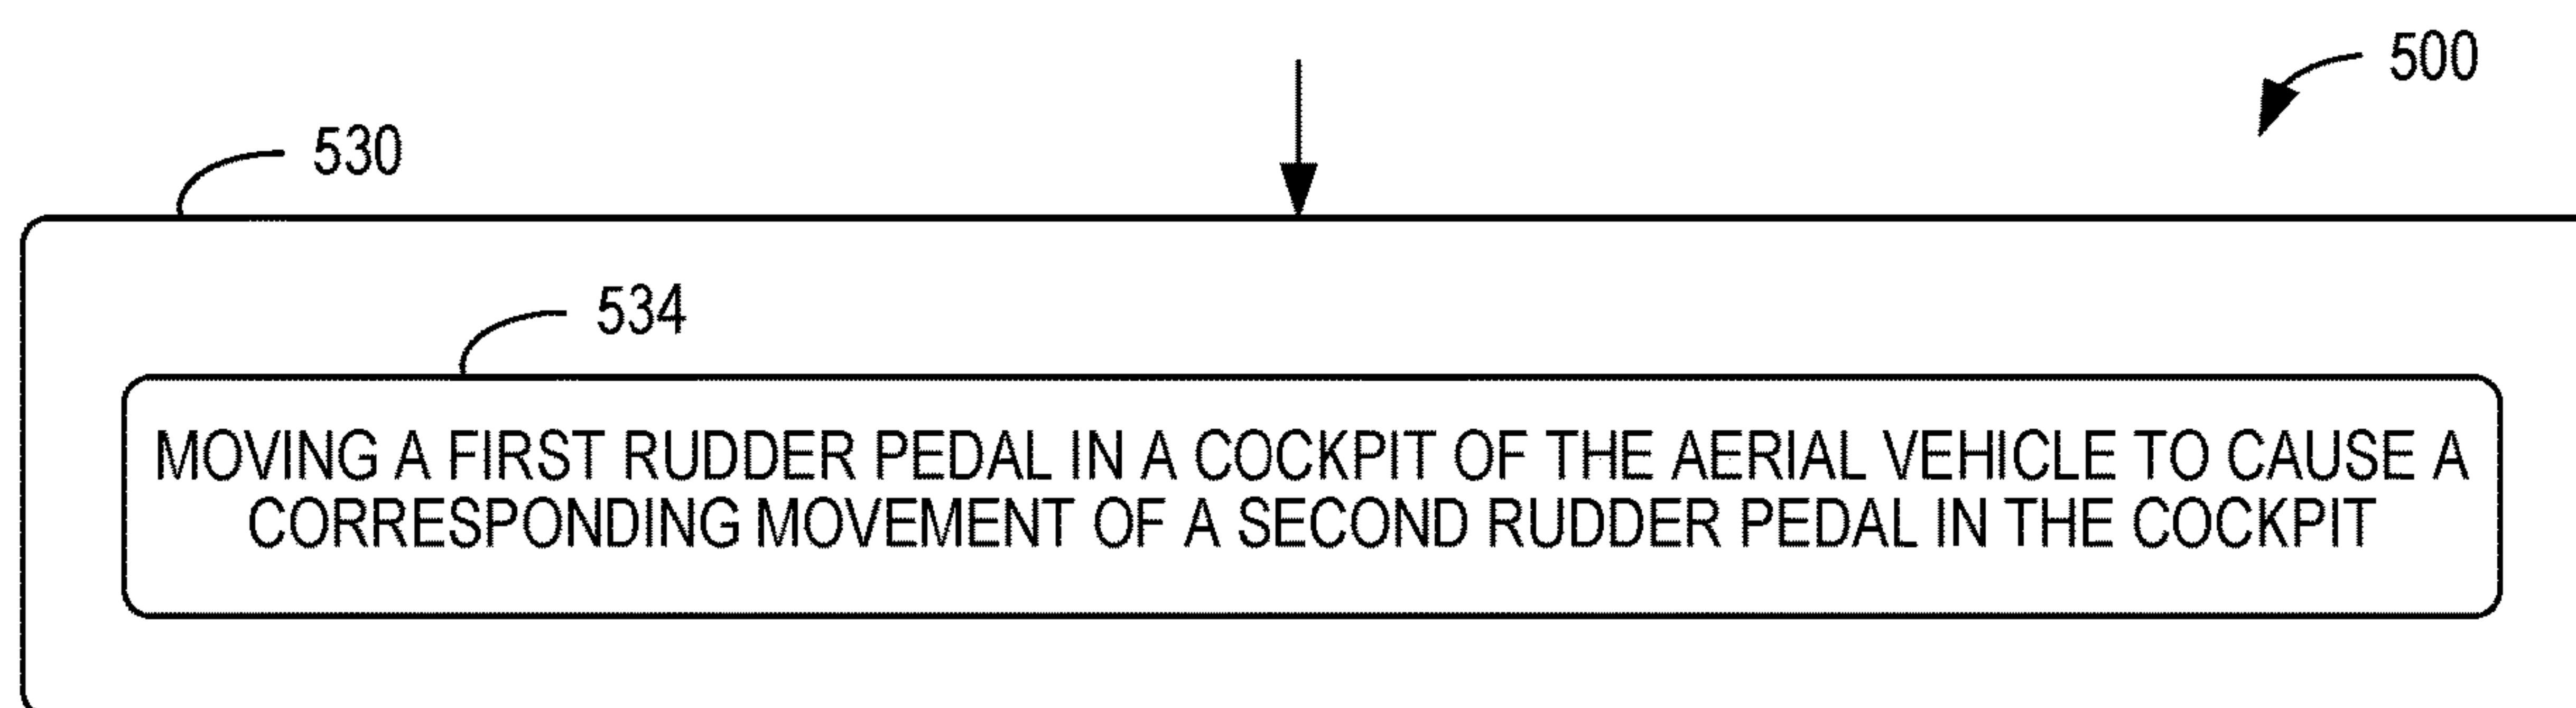 500
530
534
MOVING A FIRST RUDDER PEDAL IN A COCKPIT OF THE AERIAL VEHICLE TO CAUSE A
CORRESPONDING MOVEMENT OF A SECOND RUDDER PEDAL IN THE COCKPIT